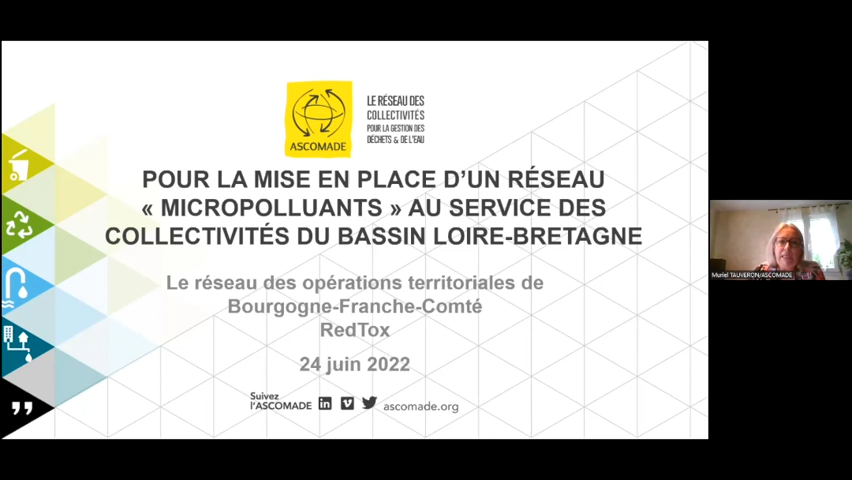 ASCOMADE
LE RÉSEAU DES
COLLECTIVITÉS
POUR LA GESTION DES
DÉCHETS & DE L'EAU
POUR LA MISE EN PLACE D'UN RÉSEAU
« MICROPOLLUANTS » AU SERVICE DES
COLLECTIVITÉS DU BASSIN LOIRE-BRETAGNE
Le réseau des opérations territoriales de
Bourgogne-Franche-Comté
RedTox
24 juin 2022
Suivez
l'ASCOMADE
ascomade.org
Muriel TAUVERON/ASCOMADE